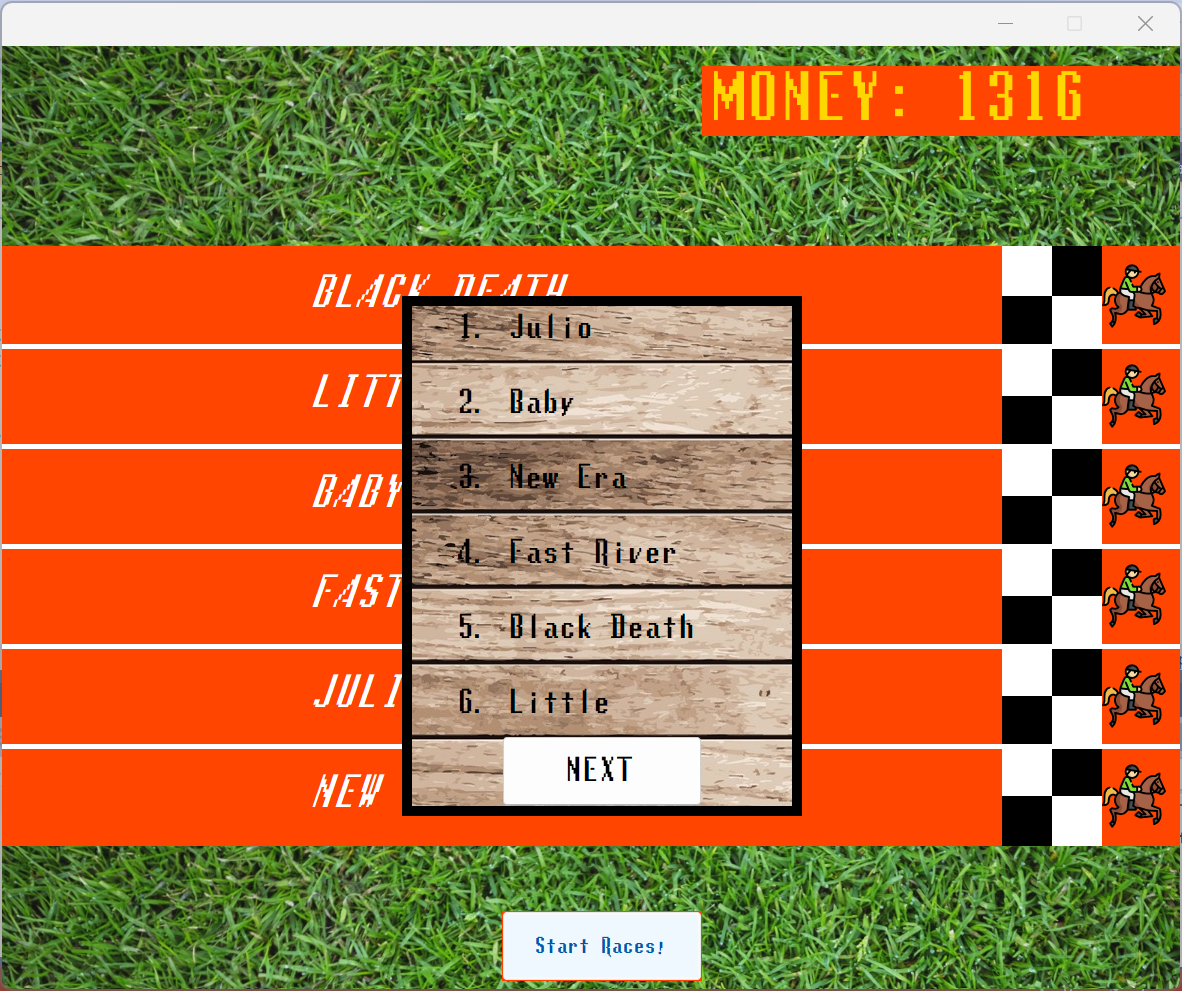 MONEY: 1316
BLACK DEATH
LITT
BABY
FAST
JULI
NEW
1. Julio
2. Baby
3. New Era
4. Fast River
5. Black Death
6. Little
NEXT
Start Races!